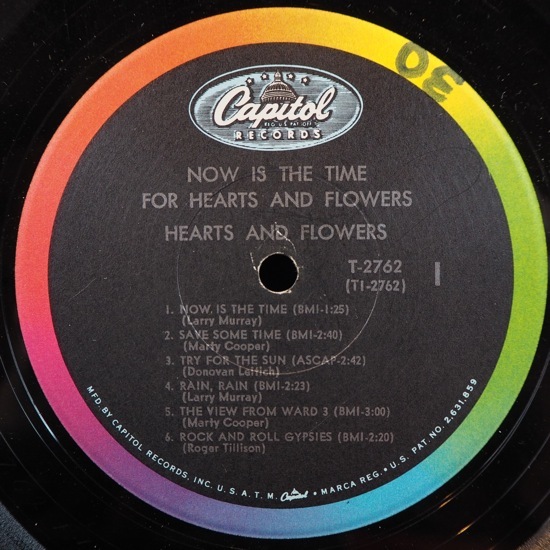 30
Capitol
REG. U.S. PAT. OFF.
RECORDS
NOW IS THE TIME
FOR HEARTS AND FLOWERS
HEARTS AND FLOWERS
T-2762
(T1-2762)
1
1. NOW IS THE TIME (BMI-1:25)
(Larry Murray)
2. SAVE SOME TIME (BMI-2:40)
(Marty Cooper)
3. TRY FOR THE SUN (ASCAP-2:42)
(Donovan Leitich)
4. RAIN, RAIN (BMI-2:23)
(Larry Murray)
5. THE VIEW FROM WARD 3 (BMI-3:00)
(Marty Cooper)
6. ROCK AND ROLL GYPSIES (BMI-2:20)
(Roger Tillison)
MFD. BY CAPITOL RECORDS, INC. U. S. A. T. M. Capitol • MARCA REG. • U. S. PAT. NO. 2,631,859